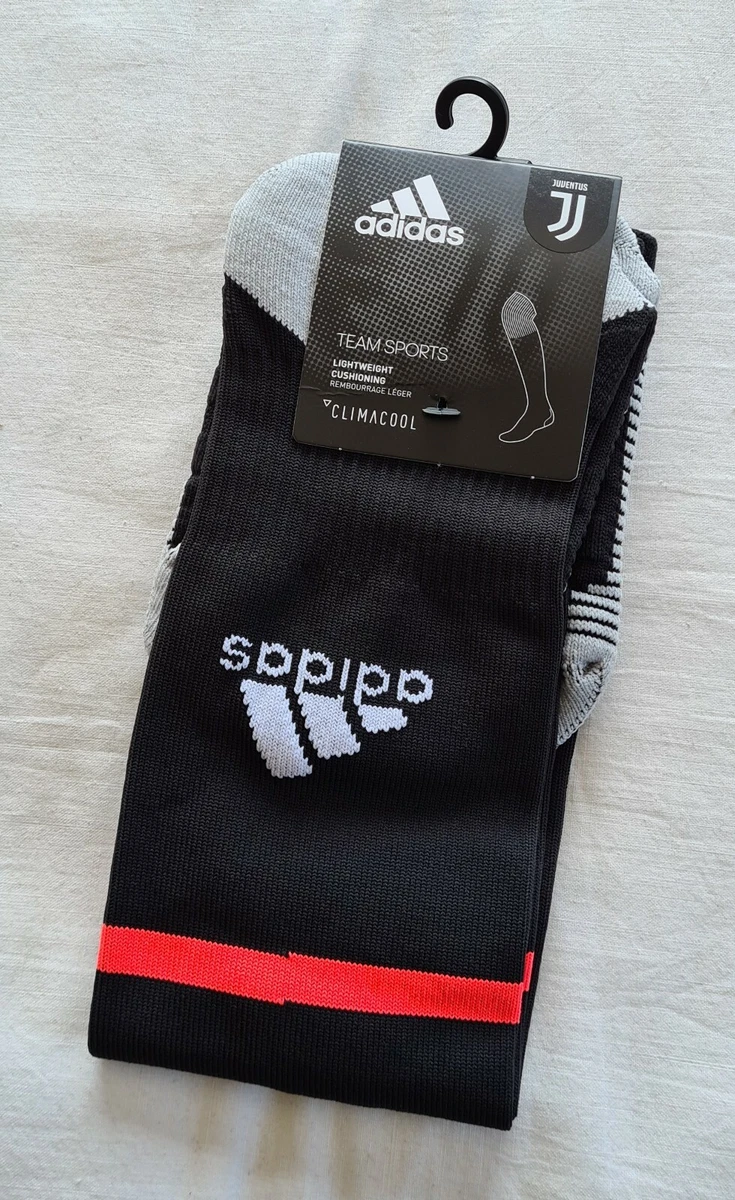 JUVENTUS
adidas
TEAM SPORTS
LIGHTWEIGHT
CUSHIONING
REMBOURRAGE LÉGER
CLIMACOOL
adidas